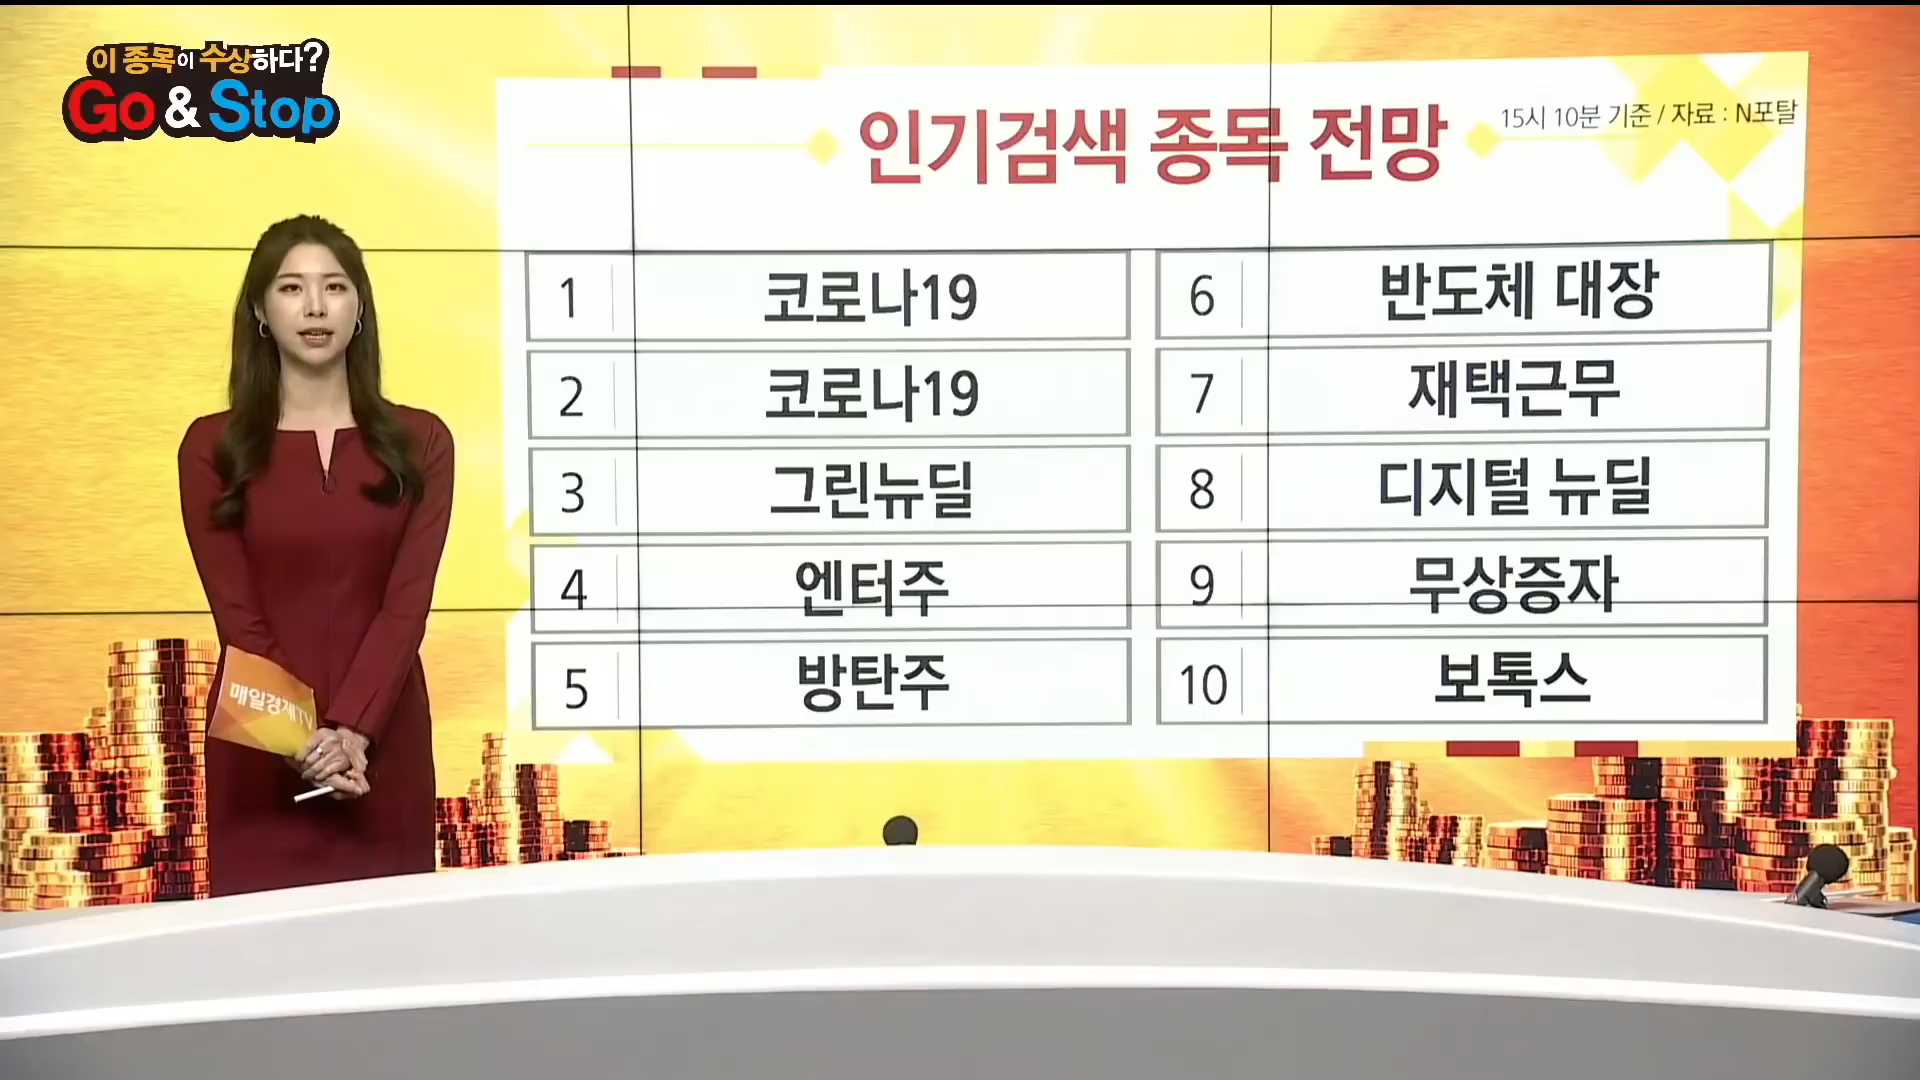 이 종목이 수상하다?
Go & Stop
인기검색 종목 전망
15시 10분 기준 / 자료 : N포탈
1 코로나19
2 코로나19
3 그린뉴딜
4 엔터주
5 방탄주
6 반도체 대장
7 재택근무
8 디지털 뉴딜
9 무상증자
10 보톡스
매일경제TV